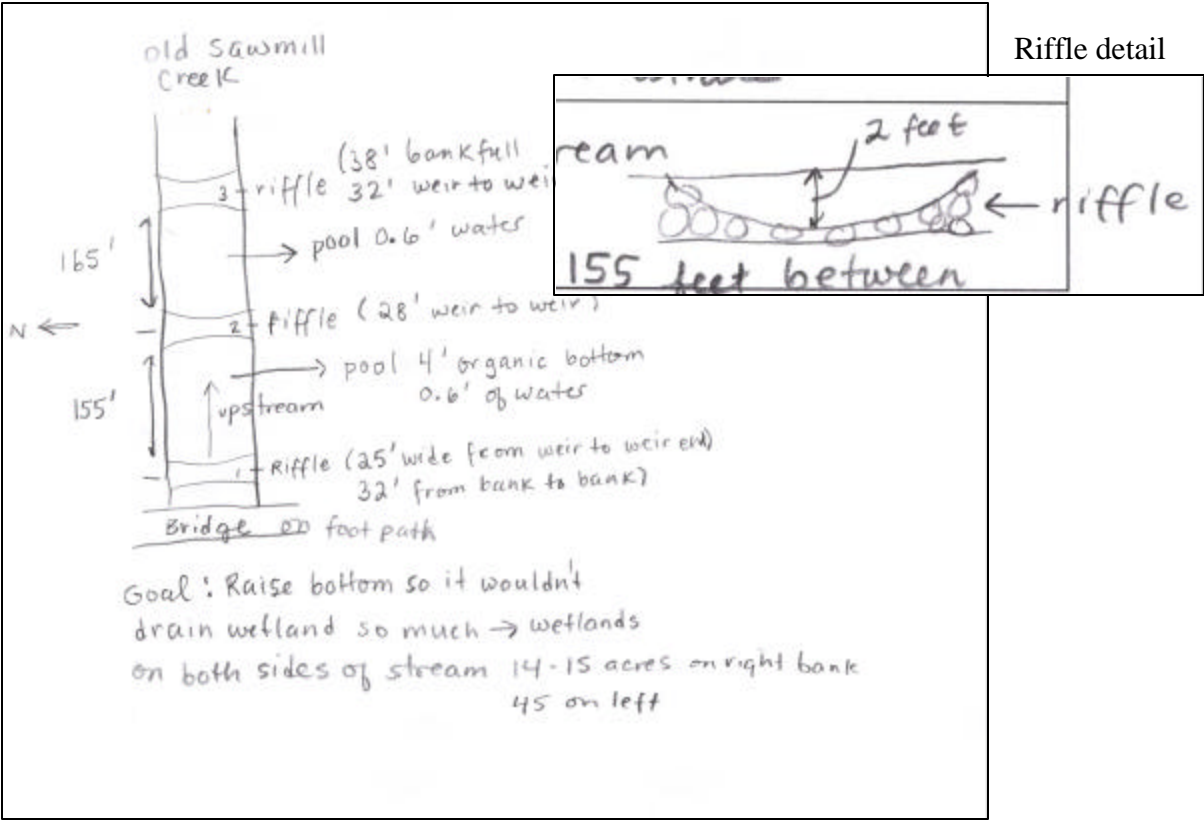 old Sawmill
Creek
Riffle detail
2 feet
ream
← riffle
155 feet between
3 riffle (38' bankfull
32' weir to wei
165'
→ pool 0.6' water
N ←
2 Riffle (28' weir to weir)
→ pool 4' organic bottom
0.6' of water
155'
upstream
1 Riffle (25' wide from weir to weir end)
32' from bank to bank)
Bridge on foot path
Goal: Raise bottom so it wouldn't
drain wetland so much → wetlands
on both sides of stream 14-15 acres on right bank
45 on left